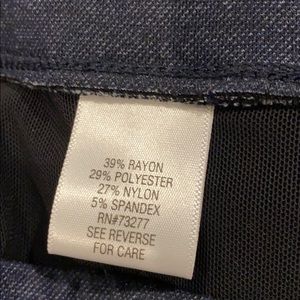 39% RAYON
29% POLYESTER
27% NYLON
5% SPANDEX
RN#73277
SEE REVERSE
FOR CARE